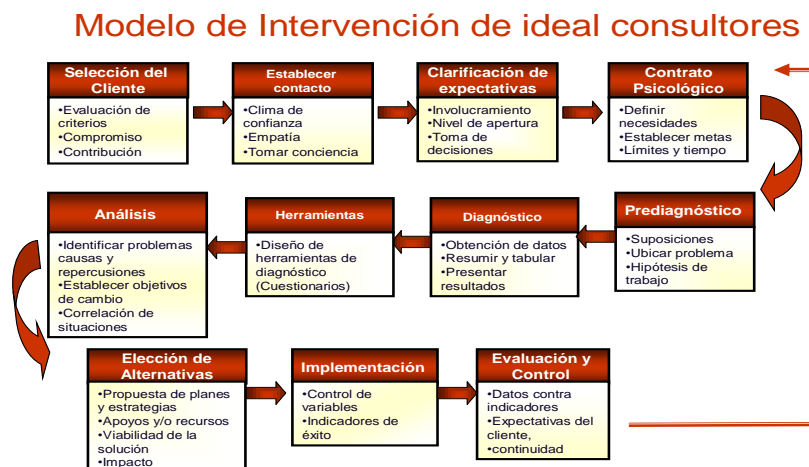 Modelo de Intervención de ideal consultores
Selección del
Cliente
•Evaluación de
criterios
•Compromiso
•Contribución
Establecer
contacto
•Clima de
confianza
•Empatía
•Tomar conciencia
Clarificación de
expectativas
•Involucramiento
•Nivel de apertura
•Toma de
decisiones
Contrato
Psicológico
•Definir
necesidades
•Establecer metas
•Límites y tiempo
Prediagnóstico
•Suposiciones
•Ubicar problema
•Hipótesis de
trabajo
Diagnóstico
•Obtención de datos
•Resumir y tabular
•Presentar
resultados
Herramientas
•Diseño de
herramientas de
diagnóstico
(Cuestionarios)
Análisis
•Identificar problemas
causas y
repercusiones
•Establecer objetivos
de cambio
•Correlación de
situaciones
Elección de
Alternativas
•Propuesta de planes
y estrategias
•Apoyos y/o recursos
•Viabilidad de la
solución
•Impacto
Implementación
•Control de
variables
•Indicadores de
éxito
Evaluación y
Control
•Datos contra
indicadores
•Expectativas del
cliente,
•continuidad